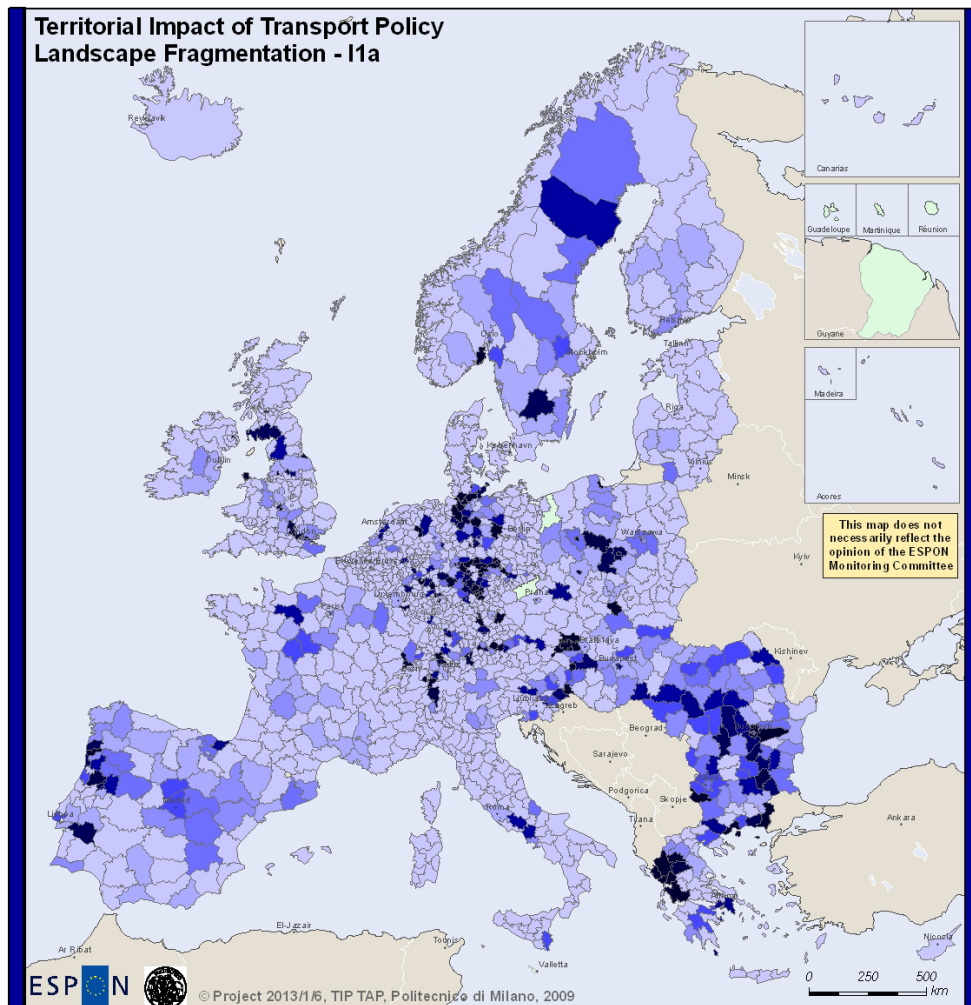 Territorial Impact of Transport Policy
Landscape Fragmentation - I1a
Reykjavik
Canarias
Guadeloupe
Martinique
Réunion
Guyane
Madeira
Acores
This map does not
necessarily reflect the
opinion of the ESPON
Monitoring Committee
Oslo
Helsinki
Tallinn
Stockholm
Riga
København
Vilnius
Minsk
Dublin
London
Amsterdam
Berlin
Warszawa
Kyiv
Luxembourg
Praha
Paris
Bratislava
Budapest
Kishinev
Ljubljana
Zagreb
Beograd
Sarajevo
Podgorica
Skopje
Tirana
Roma
Madrid
Lisboa
Ankara
El-Jazair
Tounis
Ar Ribat
Valletta
Nicosia
0 250 500
km
ESPON
© Project 2013/1/6, TIP TAP, Politecnico di Milano, 2009